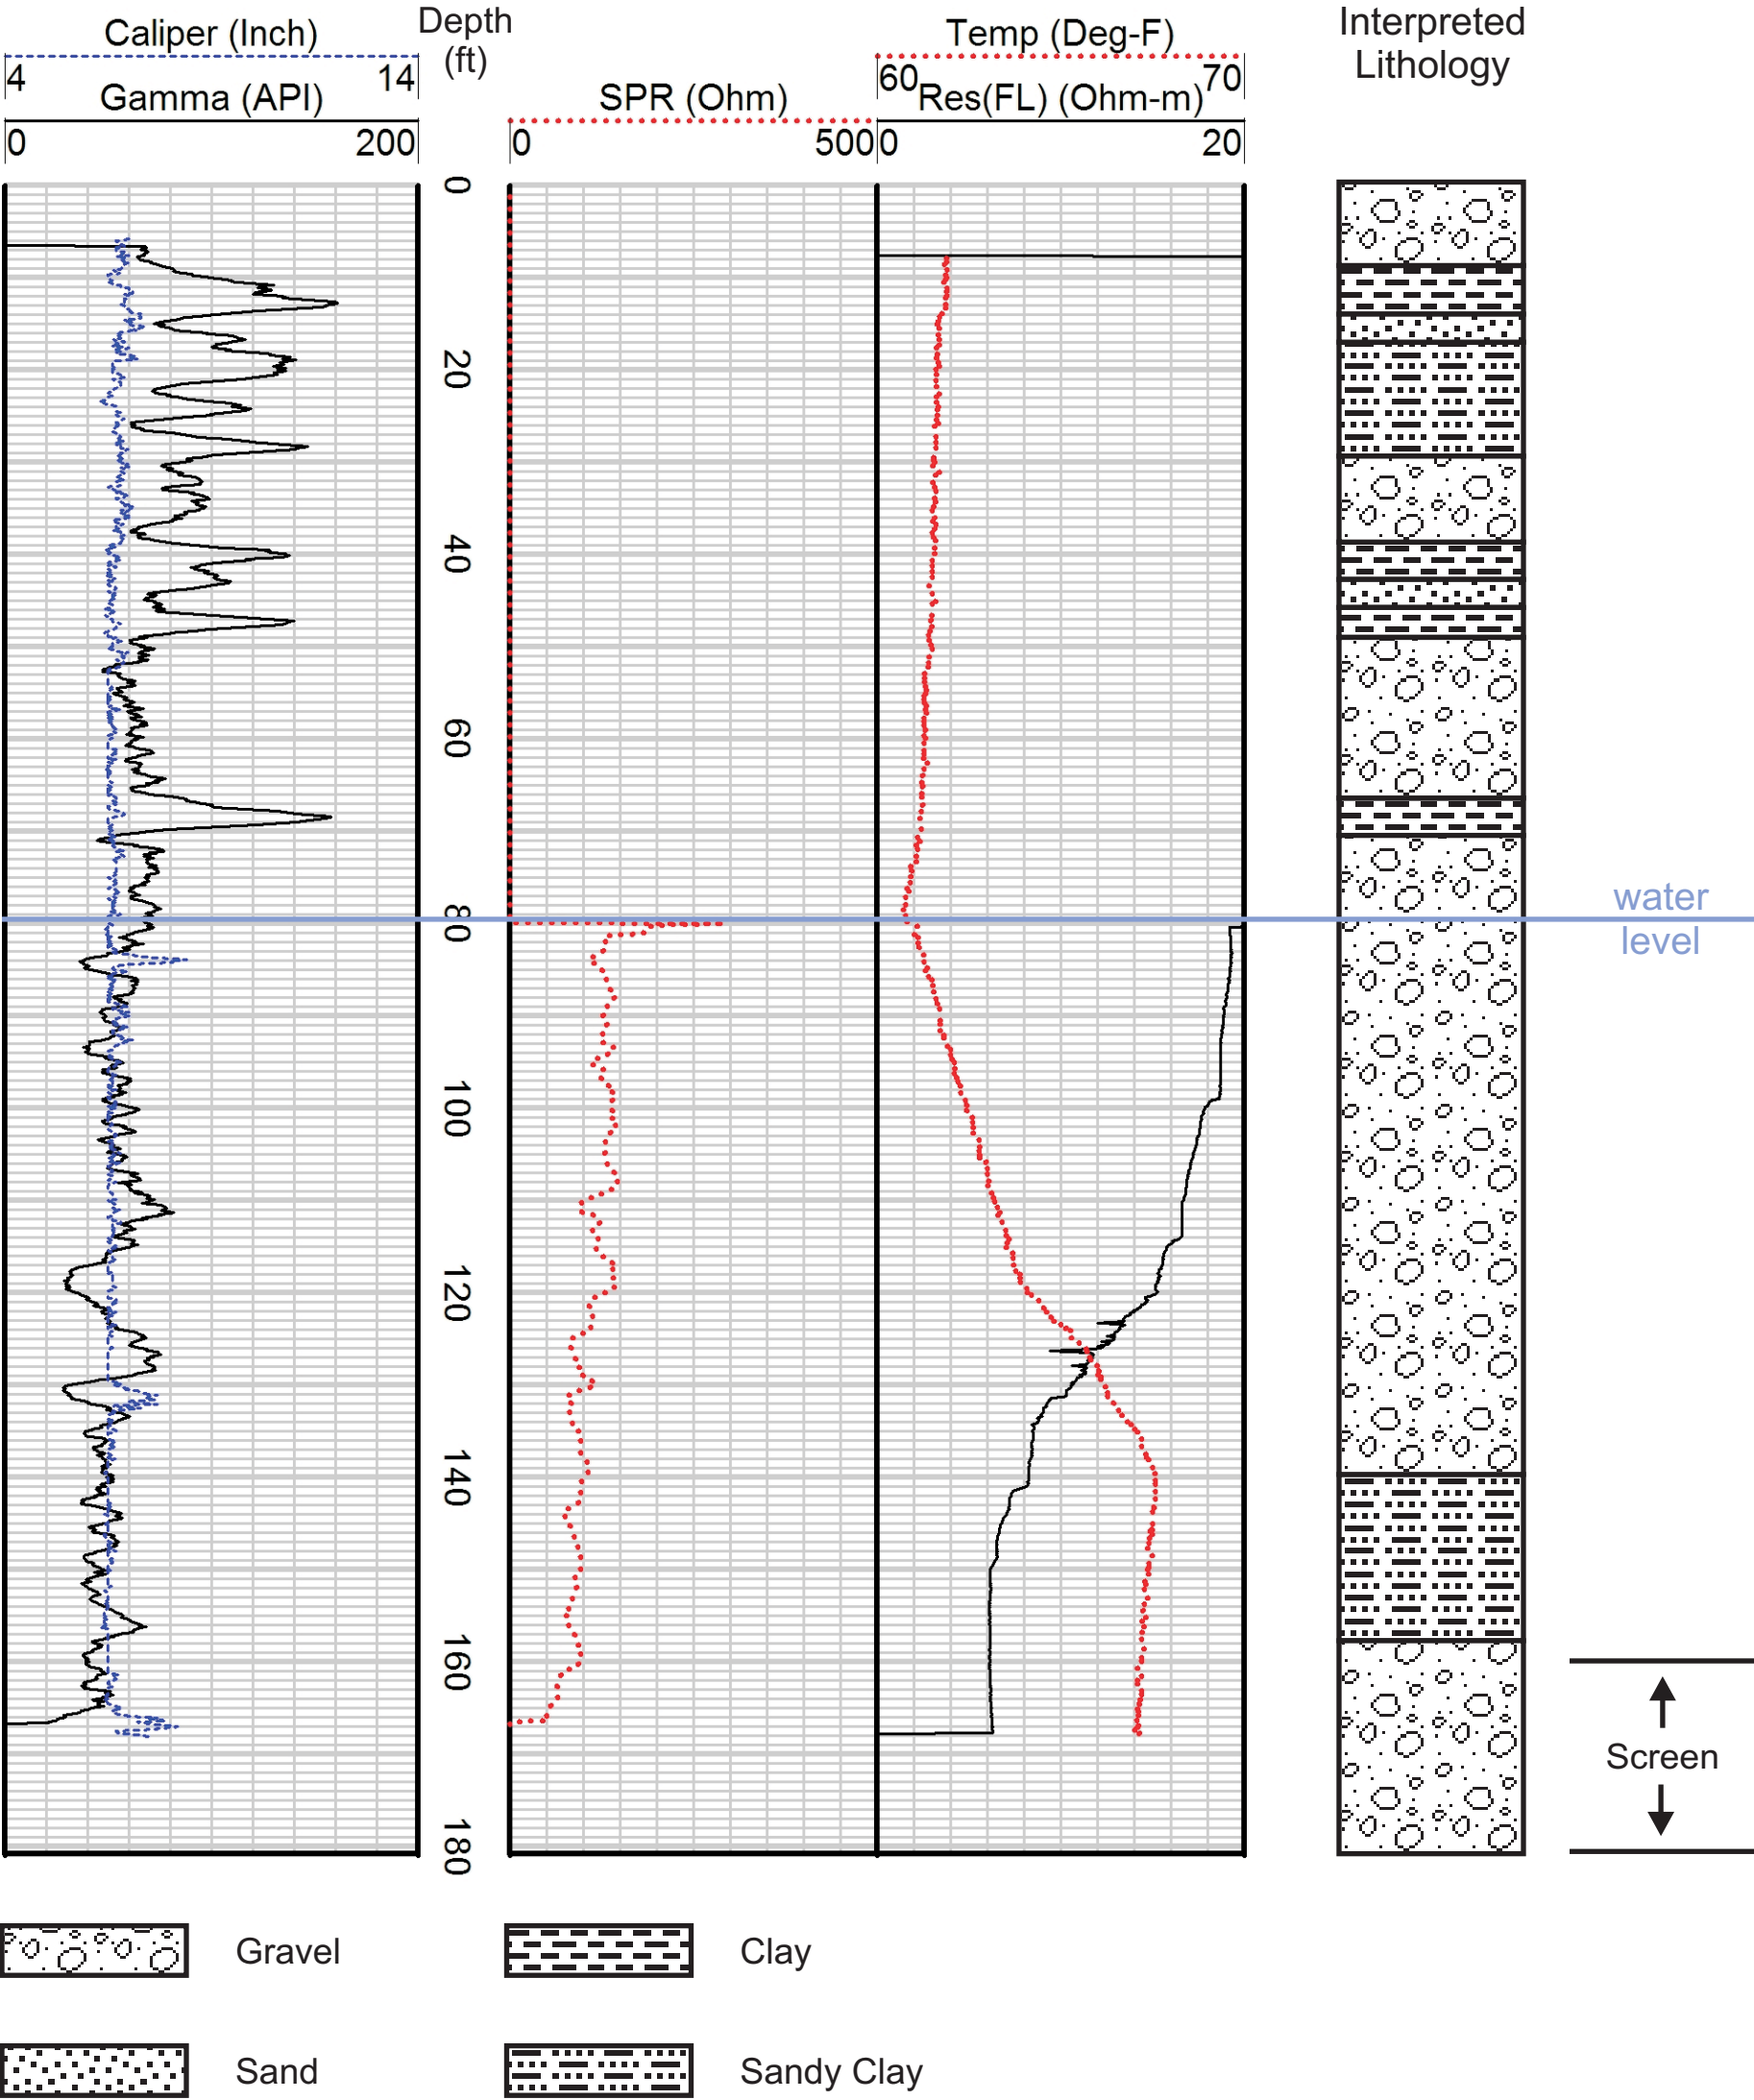 Caliper (Inch)
4 14
Gamma (API)
0 200
Depth
(ft)
SPR (Ohm)
0 500
Temp (Deg-F)
60 70
Res(FL) (Ohm-m)
0 20
Interpreted
Lithology
0
20
40
60
80
100
120
140
160
180
water
level
Screen
Gravel
Clay
Sand
Sandy Clay